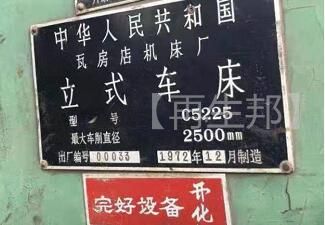 中华人民共和国
瓦房店机床厂
立式车床
型号 C5225
最大车削直径 2500mm
出厂编号 00033 1972年12月制造
【再生邦】
完好设备 开化